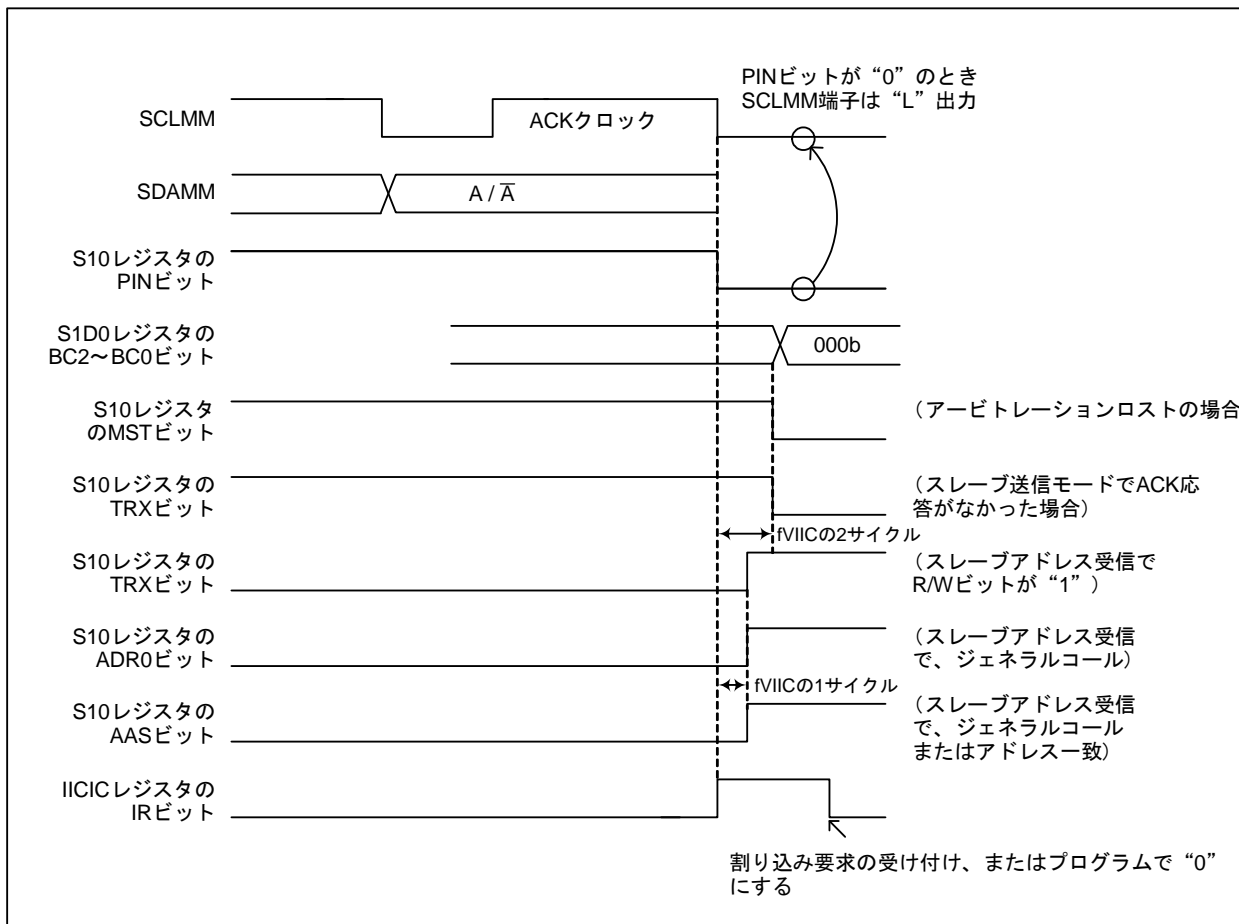 PINビットが“0”のとき
SCLMM端子は“L”出力
SCLMM
ACKクロック
SDAMM
A / A̅
S10レジスタの
PINビット
S1D0レジスタの
BC2～BC0ビット
000b
S10レジスタ
のMSTビット
（アービトレーションロストの場合
S10レジスタの
TRXビット
（スレーブ送信モードでACK応
答がなかった場合）
fVIICの2サイクル
S10レジスタの
TRXビット
（スレーブアドレス受信で
R/Wビットが“1”）
S10レジスタの
ADR0ビット
（スレーブアドレス受信
で、ジェネラルコール）
fVIICの1サイクル
S10レジスタの
AASビット
（スレーブアドレス受信
で、ジェネラルコール
またはアドレス一致）
IICICレジスタの
IRビット
割り込み要求の受け付け、またはプログラムで“0”
にする